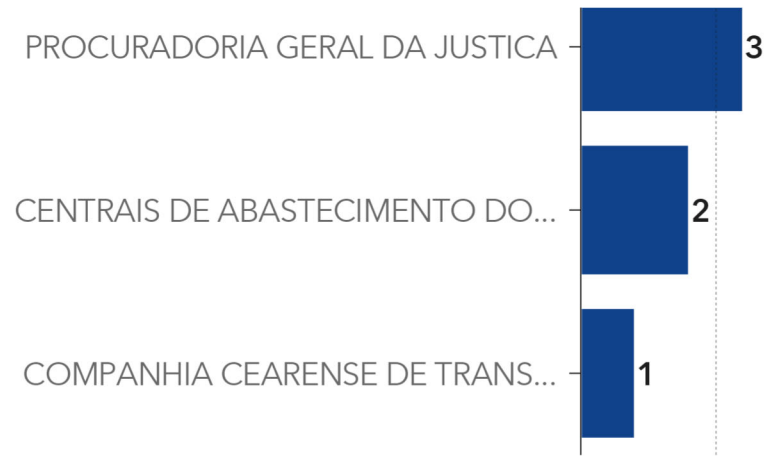 PROCURADORIA GERAL DA JUSTICA 3
CENTRAIS DE ABASTECIMENTO DO... 2
COMPANHIA CEARENSE DE TRANS... 1